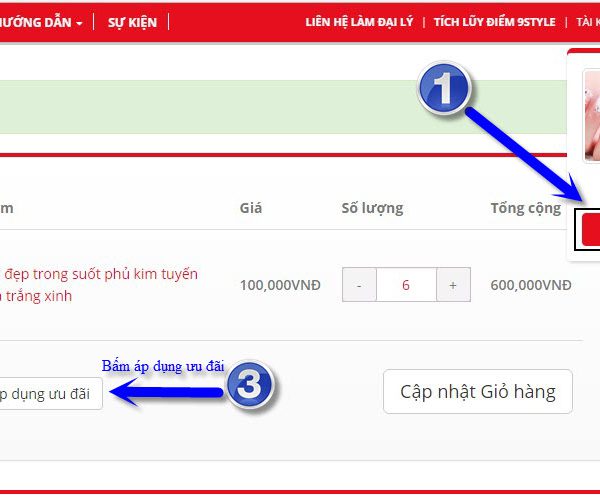 HƯỚNG DẪN SỰ KIỆN LIÊN HỆ LÀM ĐẠI LÝ | TÍCH LŨY ĐIỂM 9STYLE | TÀI K
1
m Giá Số lượng Tổng cộng
đẹp trong suốt phủ kim tuyến
trắng xinh
100,000VNĐ - 6 + 600,000VNĐ
Bấm áp dụng ưu đãi
p dụng ưu đãi 3 Cập nhật Giỏ hàng